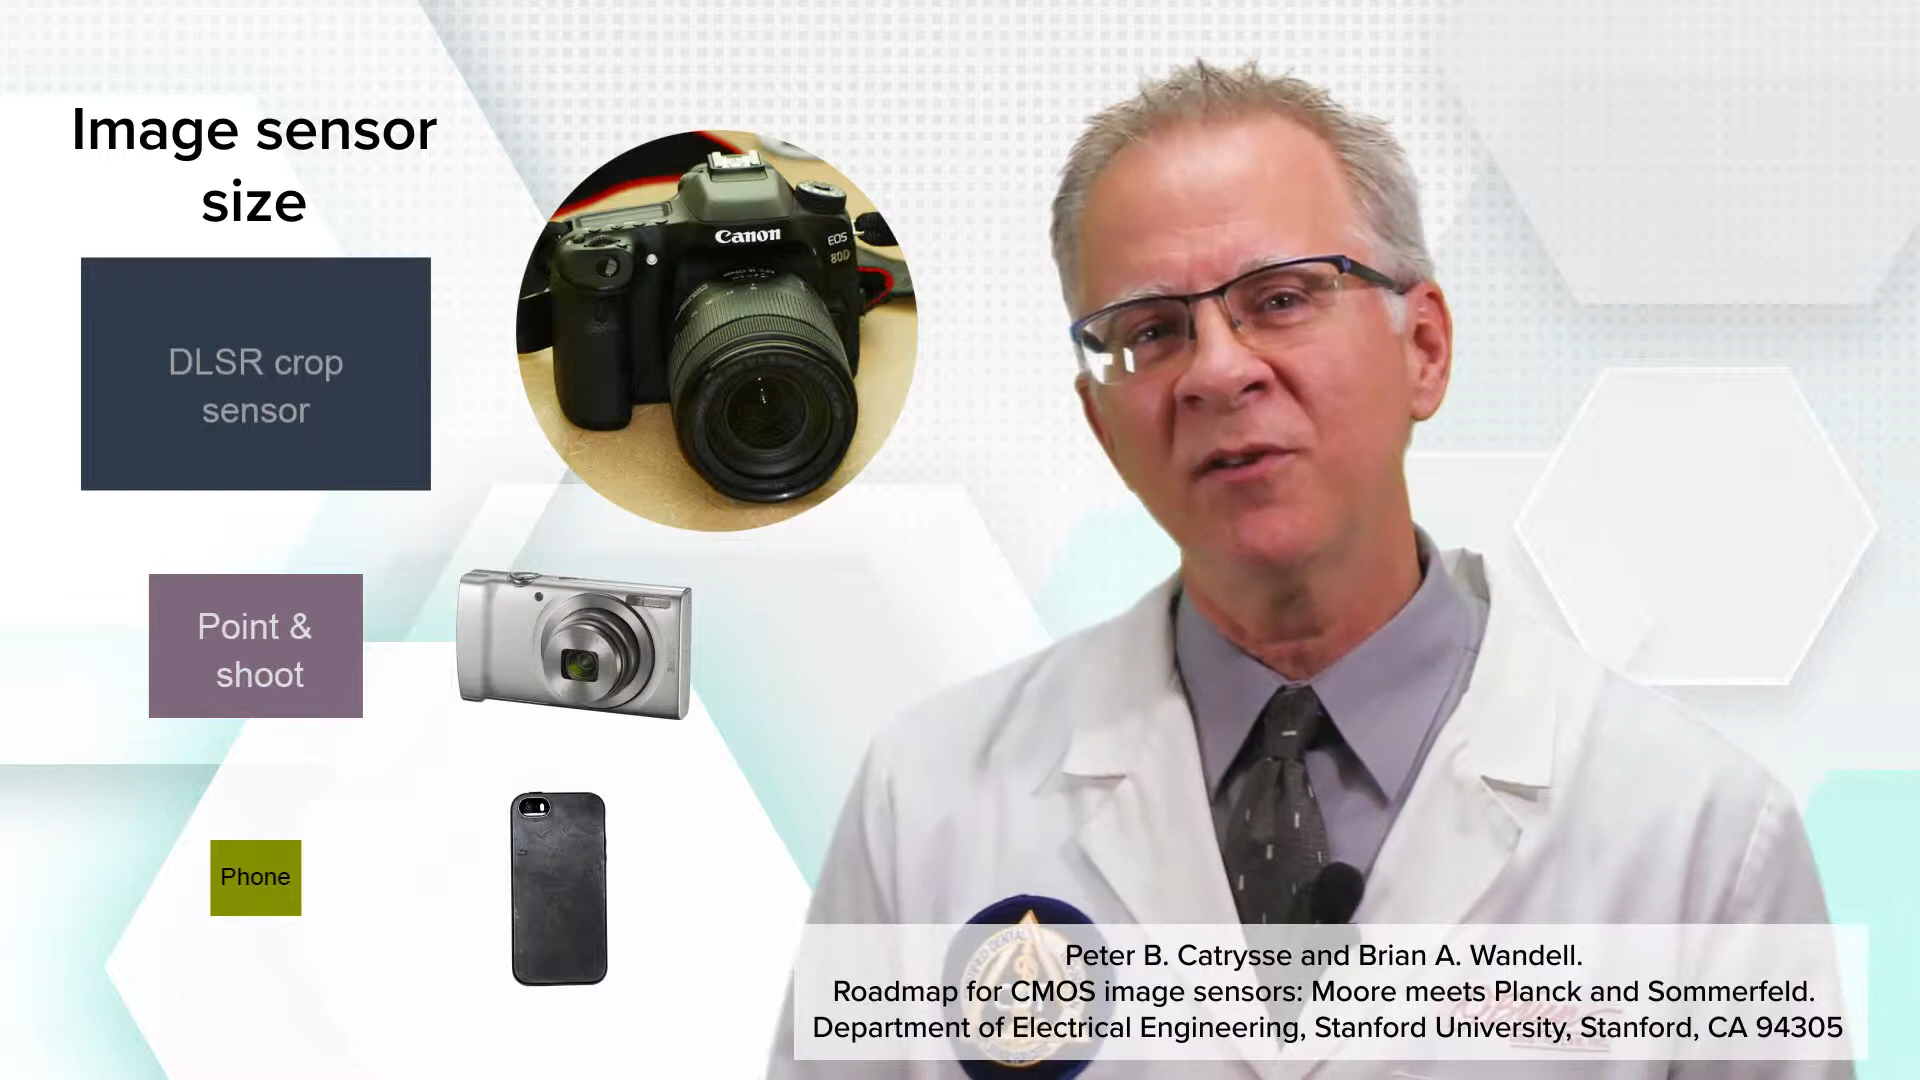 Image sensor
size
Canon
EOS
80D
DLSR crop
sensor
Point &
shoot
Phone
Peter B. Catrysse and Brian A. Wandell.
Roadmap for CMOS image sensors: Moore meets Planck and Sommerfeld.
Department of Electrical Engineering, Stanford University, Stanford, CA 94305